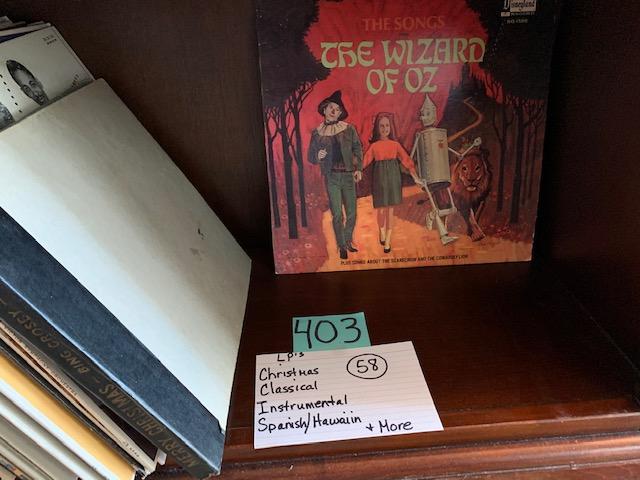 Disneyland
THE SONGS
THE WIZARD
OF OZ
PLUS SONGS ABOUT THE SCARECROW AND THE COWARDLY LION
403
LP's
58
Christmas
Classical
Instrumental
Spanish/Hawaiin + More
MERRY CHRISTMAS - BING CROSBY